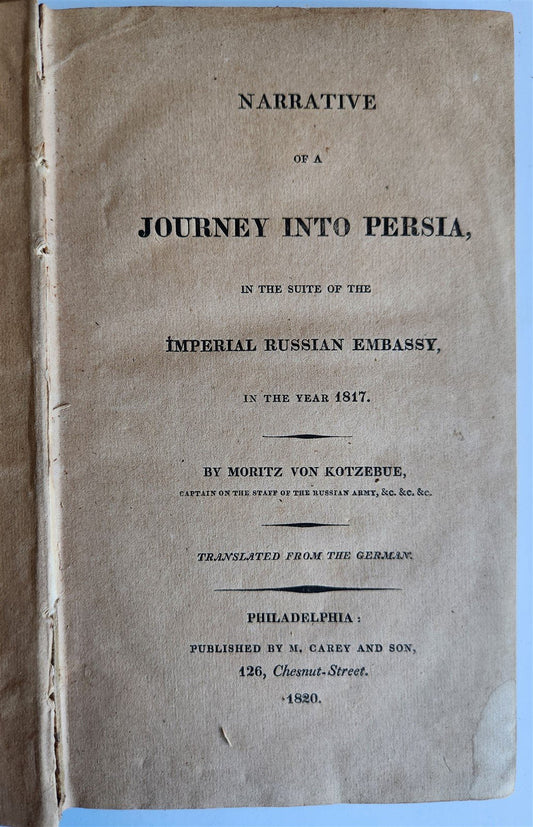 NARRATIVE
OF A
JOURNEY INTO PERSIA,
IN THE SUITE OF THE
IMPERIAL RUSSIAN EMBASSY,
IN THE YEAR 1817.
BY MORITZ VON KOTZEBUE,
CAPTAIN ON THE STAFF OF THE RUSSIAN ARMY, &c. &c. &c.
TRANSLATED FROM THE GERMAN.
PHILADELPHIA:
PUBLISHED BY M. CAREY AND SON,
126, Chesnut-Street.
1820.